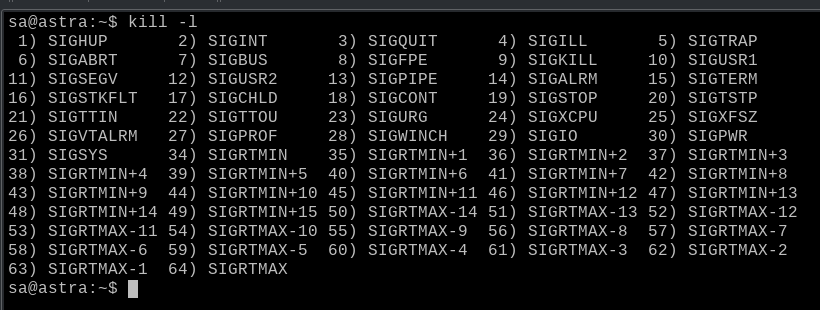 sa@astra:~$ kill -l
 1) SIGHUP       2) SIGINT       3) SIGQUIT      4) SIGILL       5) SIGTRAP
 6) SIGABRT      7) SIGBUS       8) SIGFPE       9) SIGKILL     10) SIGUSR1
11) SIGSEGV     12) SIGUSR2     13) SIGPIPE     14) SIGALRM     15) SIGTERM
16) SIGSTKFLT   17) SIGCHLD     18) SIGCONT     19) SIGSTOP     20) SIGTSTP
21) SIGTTIN     22) SIGTTOU     23) SIGURG      24) SIGXCPU     25) SIGXFSZ
26) SIGVTALRM   27) SIGPROF     28) SIGWINCH    29) SIGIO       30) SIGPWR
31) SIGSYS      34) SIGRTMIN    35) SIGRTMIN+1  36) SIGRTMIN+2  37) SIGRTMIN+3
38) SIGRTMIN+4  39) SIGRTMIN+5  40) SIGRTMIN+6  41) SIGRTMIN+7  42) SIGRTMIN+8
43) SIGRTMIN+9  44) SIGRTMIN+10 45) SIGRTMIN+11 46) SIGRTMIN+12 47) SIGRTMIN+13
48) SIGRTMIN+14 49) SIGRTMIN+15 50) SIGRTMAX-14 51) SIGRTMAX-13 52) SIGRTMAX-12
53) SIGRTMAX-11 54) SIGRTMAX-10 55) SIGRTMAX-9  56) SIGRTMAX-8  57) SIGRTMAX-7
58) SIGRTMAX-6  59) SIGRTMAX-5  60) SIGRTMAX-4  61) SIGRTMAX-3  62) SIGRTMAX-2
63) SIGRTMAX-1  64) SIGRTMAX
sa@astra:~$